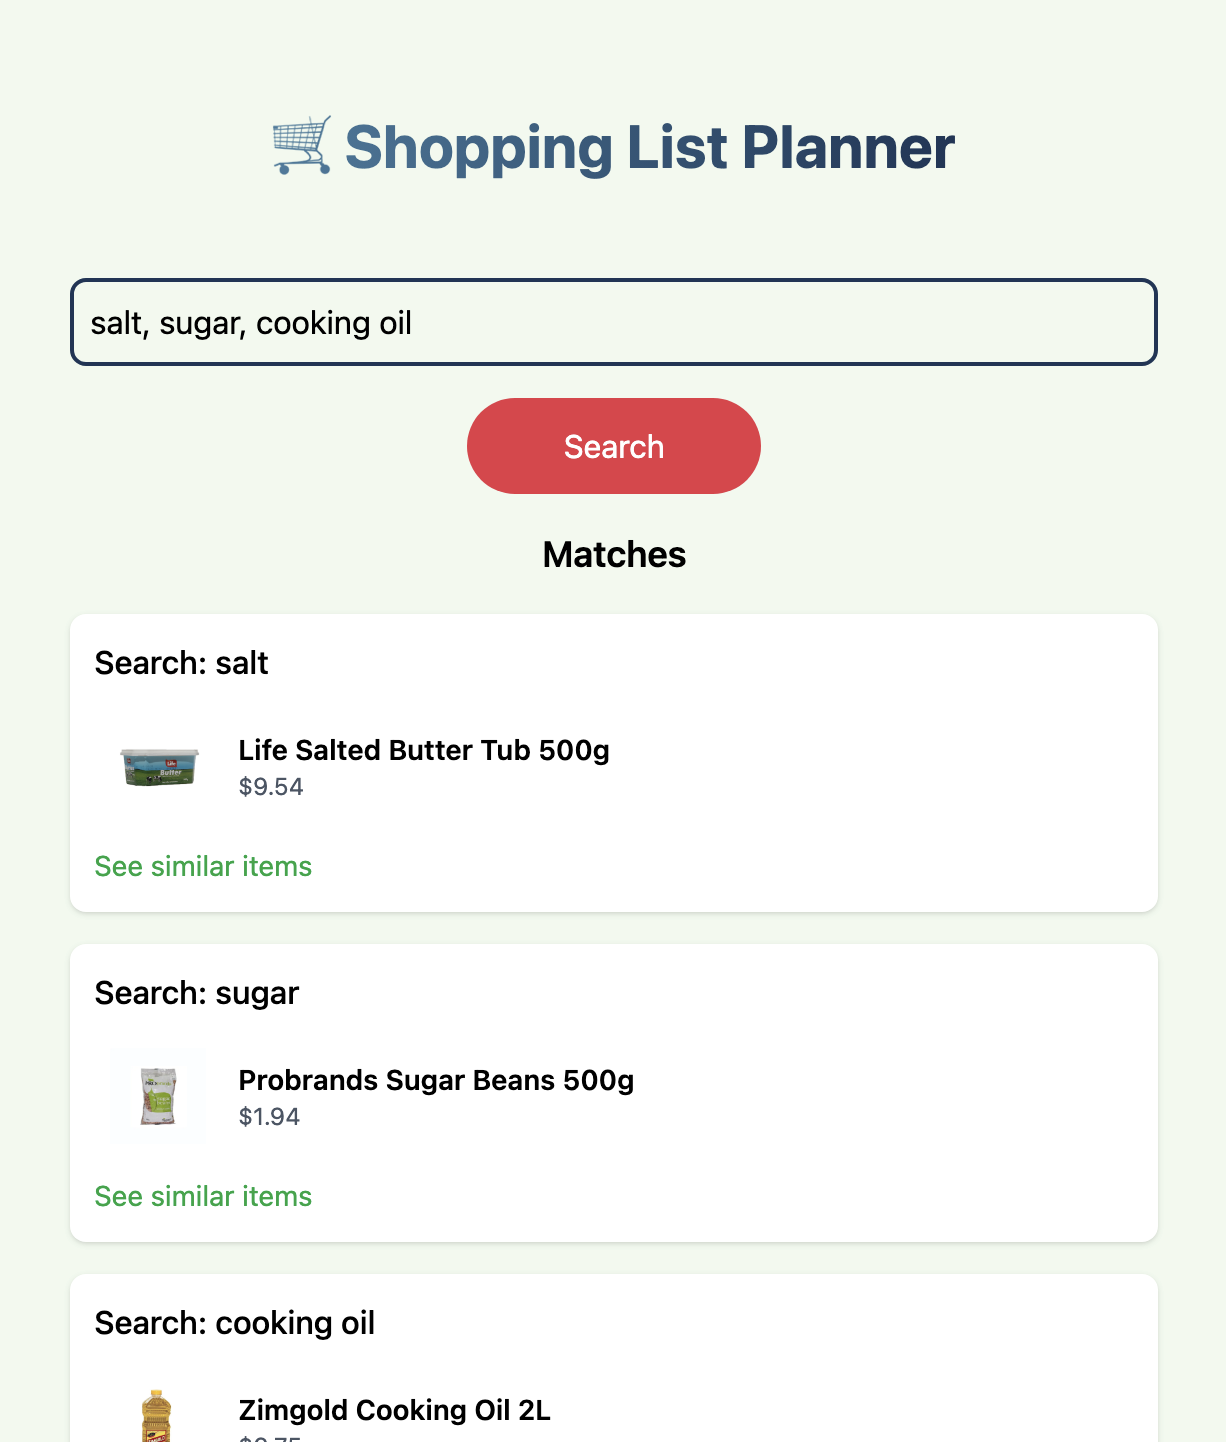 Shopping List Planner
salt, sugar, cooking oil
Search
Matches
Search: salt
Life Salted Butter Tub 500g
$9.54
See similar items
Search: sugar
Probrands Sugar Beans 500g
$1.94
See similar items
Search: cooking oil
Zimgold Cooking Oil 2L